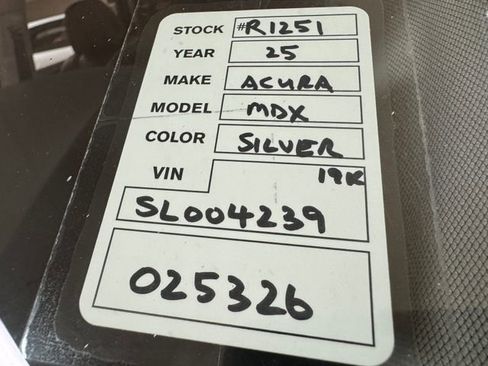 STOCK #R1251
YEAR 25
MAKE ACURA
MODEL MDX
COLOR SILVER
VIN 19K
SL004239
025326